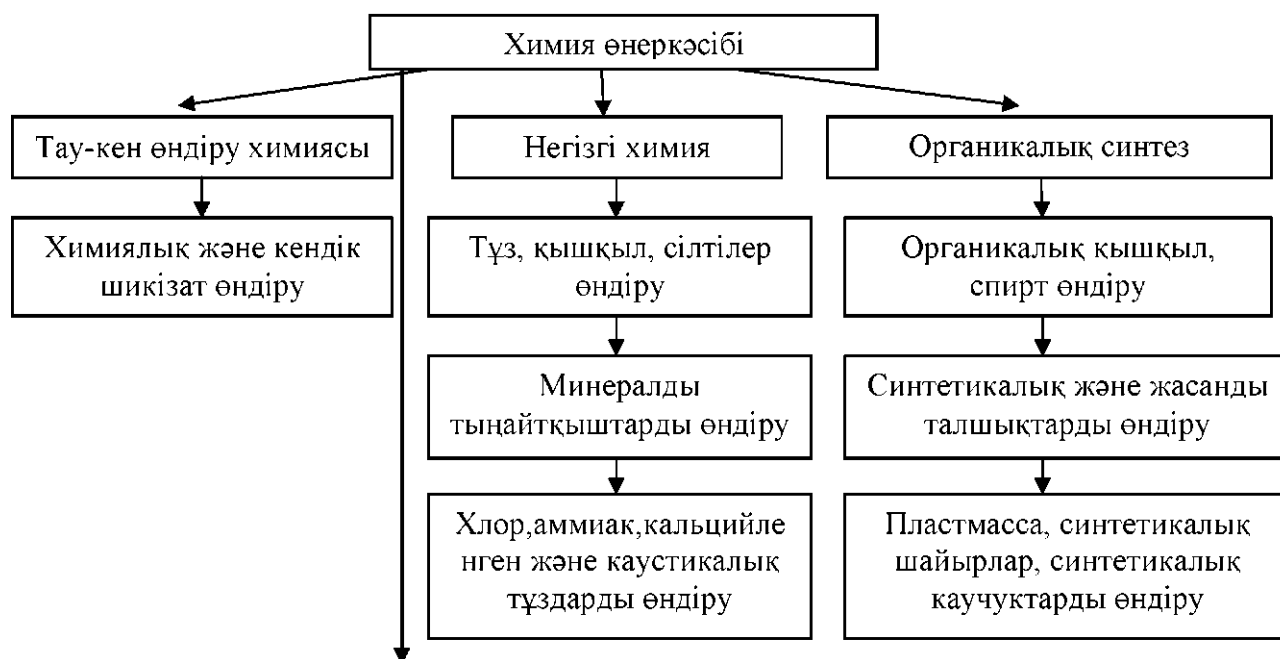 Химия өнеркәсібі
Тау-кен өндіру химиясы
Негізгі химия
Органикалық синтез
Химиялық және кендік
шикізат өндіру
Тұз, қышқыл, сілтілер
өндіру
Органикалық қышқыл,
спирт өндіру
Минералды
тыңайтқыштарды өндіру
Синтетикалық және жасанды
талшықтарды өндіру
Хлор,аммиак,кальцийле
нген және каустикалық
тұздарды өндіру
Пластмасса, синтетикалық
шайырлар, синтетикалық
каучуктарды өндіру